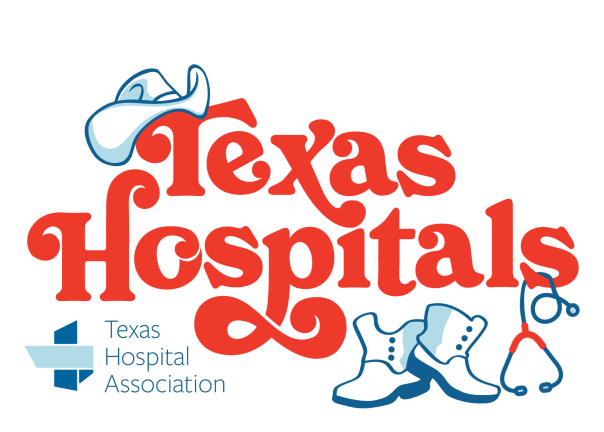 Texas
Hospitals
Texas
Hospital
Association